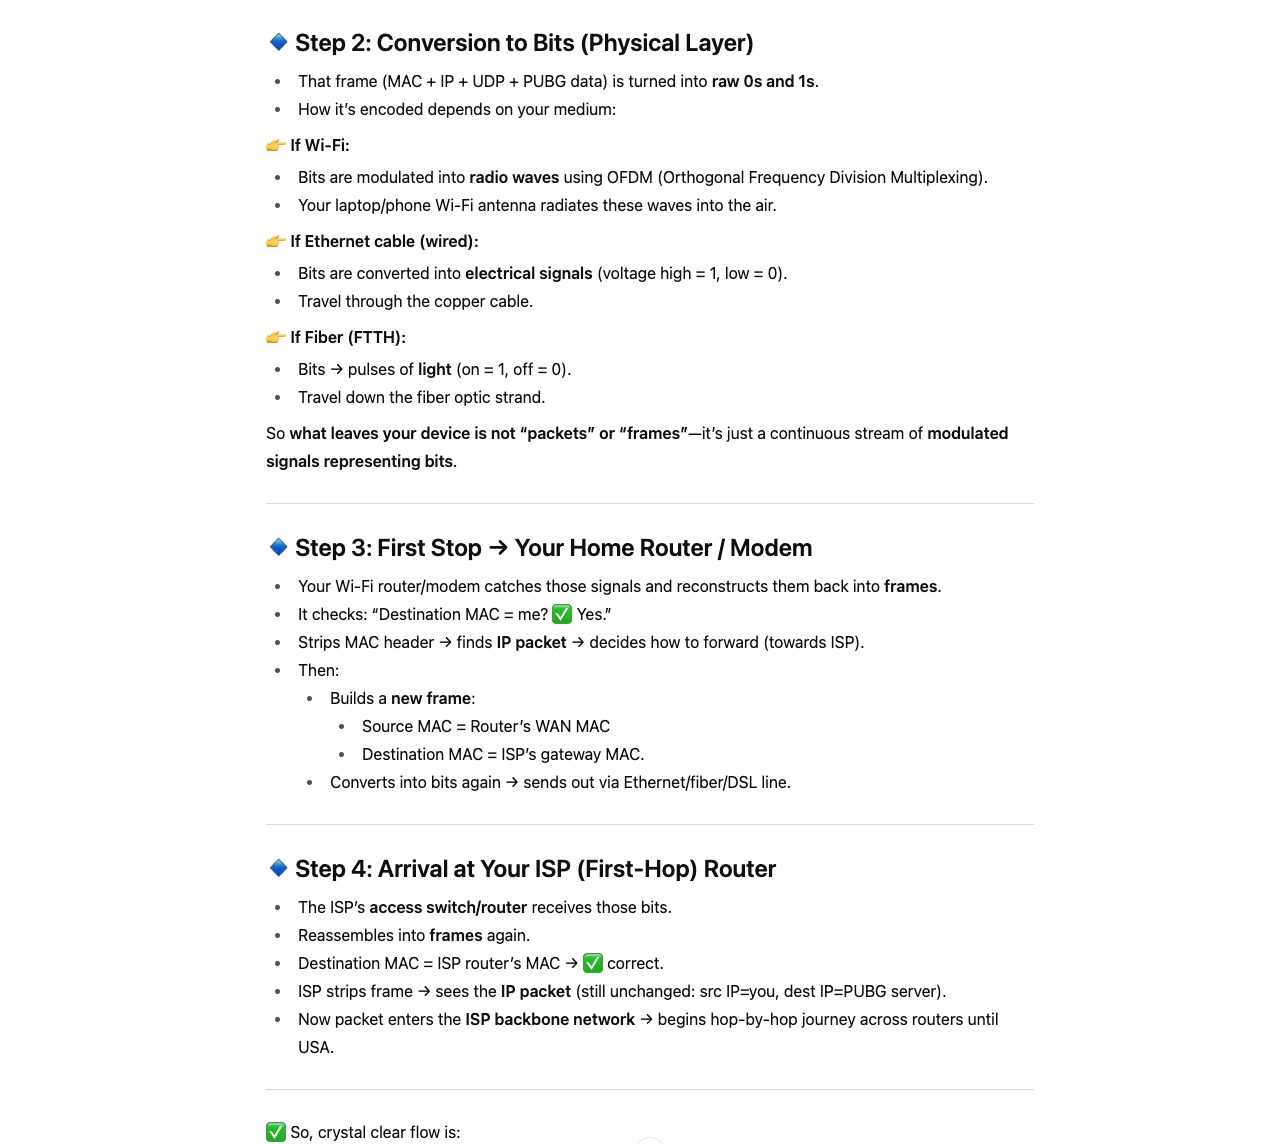 🔹 Step 2: Conversion to Bits (Physical Layer)
• That frame (MAC + IP + UDP + PUBG data) is turned into raw 0s and 1s.
• How it’s encoded depends on your medium:
👉 If Wi-Fi:
• Bits are modulated into radio waves using OFDM (Orthogonal Frequency Division Multiplexing).
• Your laptop/phone Wi-Fi antenna radiates these waves into the air.
👉 If Ethernet cable (wired):
• Bits are converted into electrical signals (voltage high = 1, low = 0).
• Travel through the copper cable.
👉 If Fiber (FTTH):
• Bits → pulses of light (on = 1, off = 0).
• Travel down the fiber optic strand.
So what leaves your device is not “packets” or “frames”—it’s just a continuous stream of modulated
signals representing bits.
🔹 Step 3: First Stop → Your Home Router / Modem
• Your Wi-Fi router/modem catches those signals and reconstructs them back into frames.
• It checks: “Destination MAC = me? ✅ Yes.”
• Strips MAC header → finds IP packet → decides how to forward (towards ISP).
• Then:
• Builds a new frame:
• Source MAC = Router’s WAN MAC
• Destination MAC = ISP’s gateway MAC.
• Converts into bits again → sends out via Ethernet/fiber/DSL line.
🔹 Step 4: Arrival at Your ISP (First-Hop) Router
• The ISP’s access switch/router receives those bits.
• Reassembles into frames again.
• Destination MAC = ISP router’s MAC → ✅ correct.
• ISP strips frame → sees the IP packet (still unchanged: src IP=you, dest IP=PUBG server).
• Now packet enters the ISP backbone network → begins hop-by-hop journey across routers until
USA.
✅ So, crystal clear flow is: